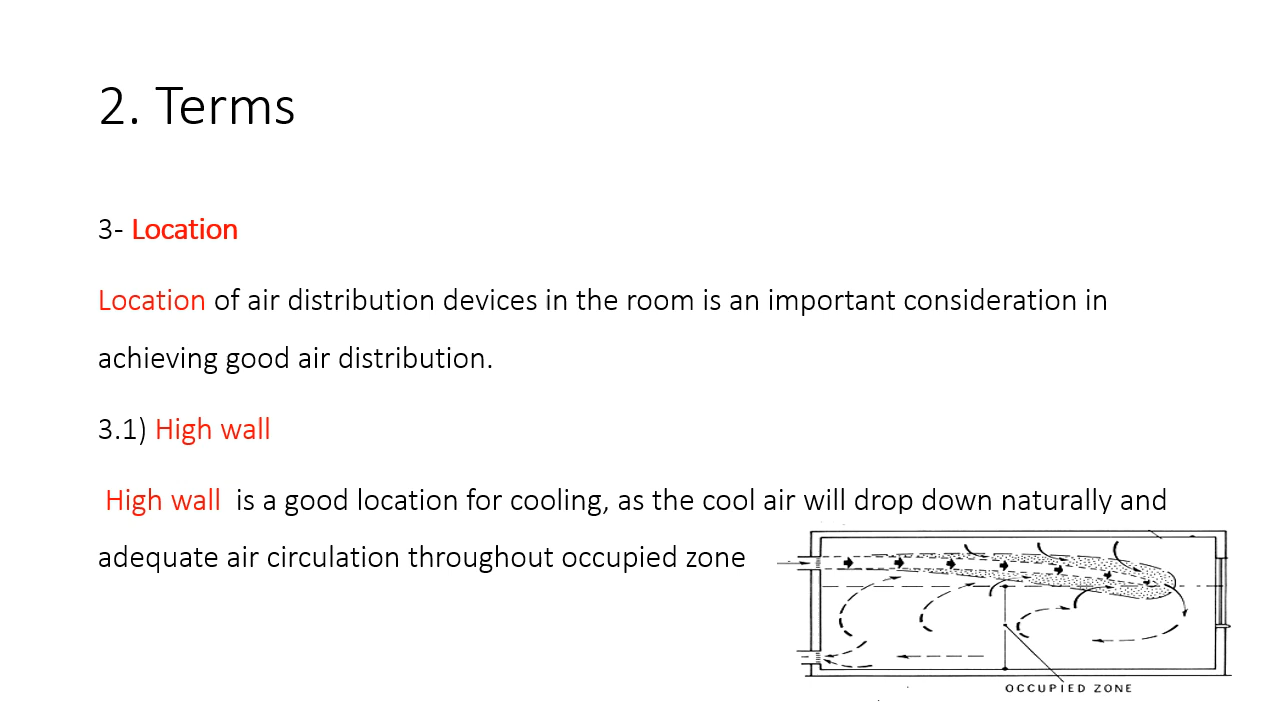 2. Terms
3- Location
Location of air distribution devices in the room is an important consideration in
achieving good air distribution.
3.1) High wall
High wall is a good location for cooling, as the cool air will drop down naturally and
adequate air circulation throughout occupied zone
OCCUPIED ZONE